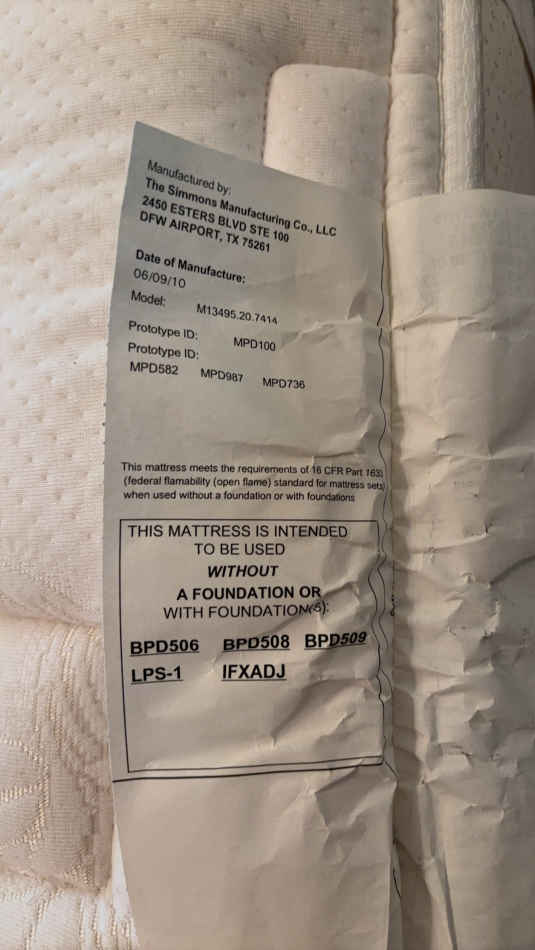 Manufactured by:
The Simmons Manufacturing Co., LLC
2450 ESTERS BLVD STE 100
DFW AIRPORT, TX 75261
Date of Manufacture:
06/09/10
Model: M13495.20.7414
Prototype ID: MPD100
Prototype ID:
MPD582 MPD987 MPD736
This mattress meets the requirements of 16 CFR Part 1633
(federal flamability (open flame) standard for mattress sets)
when used without a foundation or with foundations
THIS MATTRESS IS INTENDED
TO BE USED
WITHOUT
A FOUNDATION OR
WITH FOUNDATION(S):
BPD506 BPD508 BPD509
LPS-1 IFXADJ